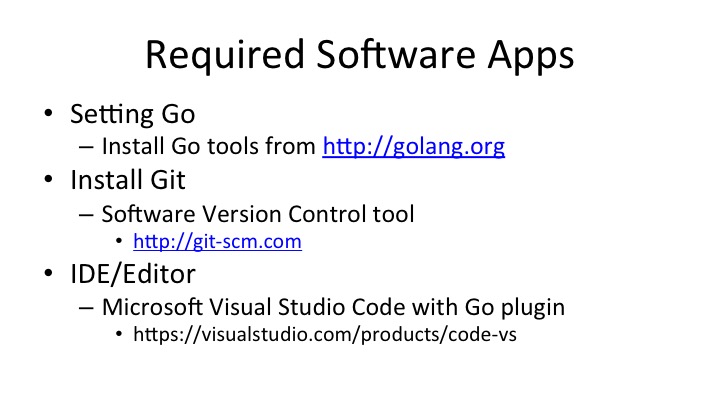 Required Software Apps
• Setting Go
– Install Go tools from http://golang.org
• Install Git
– Software Version Control tool
• http://git-scm.com
• IDE/Editor
– Microsoft Visual Studio Code with Go plugin
• https://visualstudio.com/products/code-vs